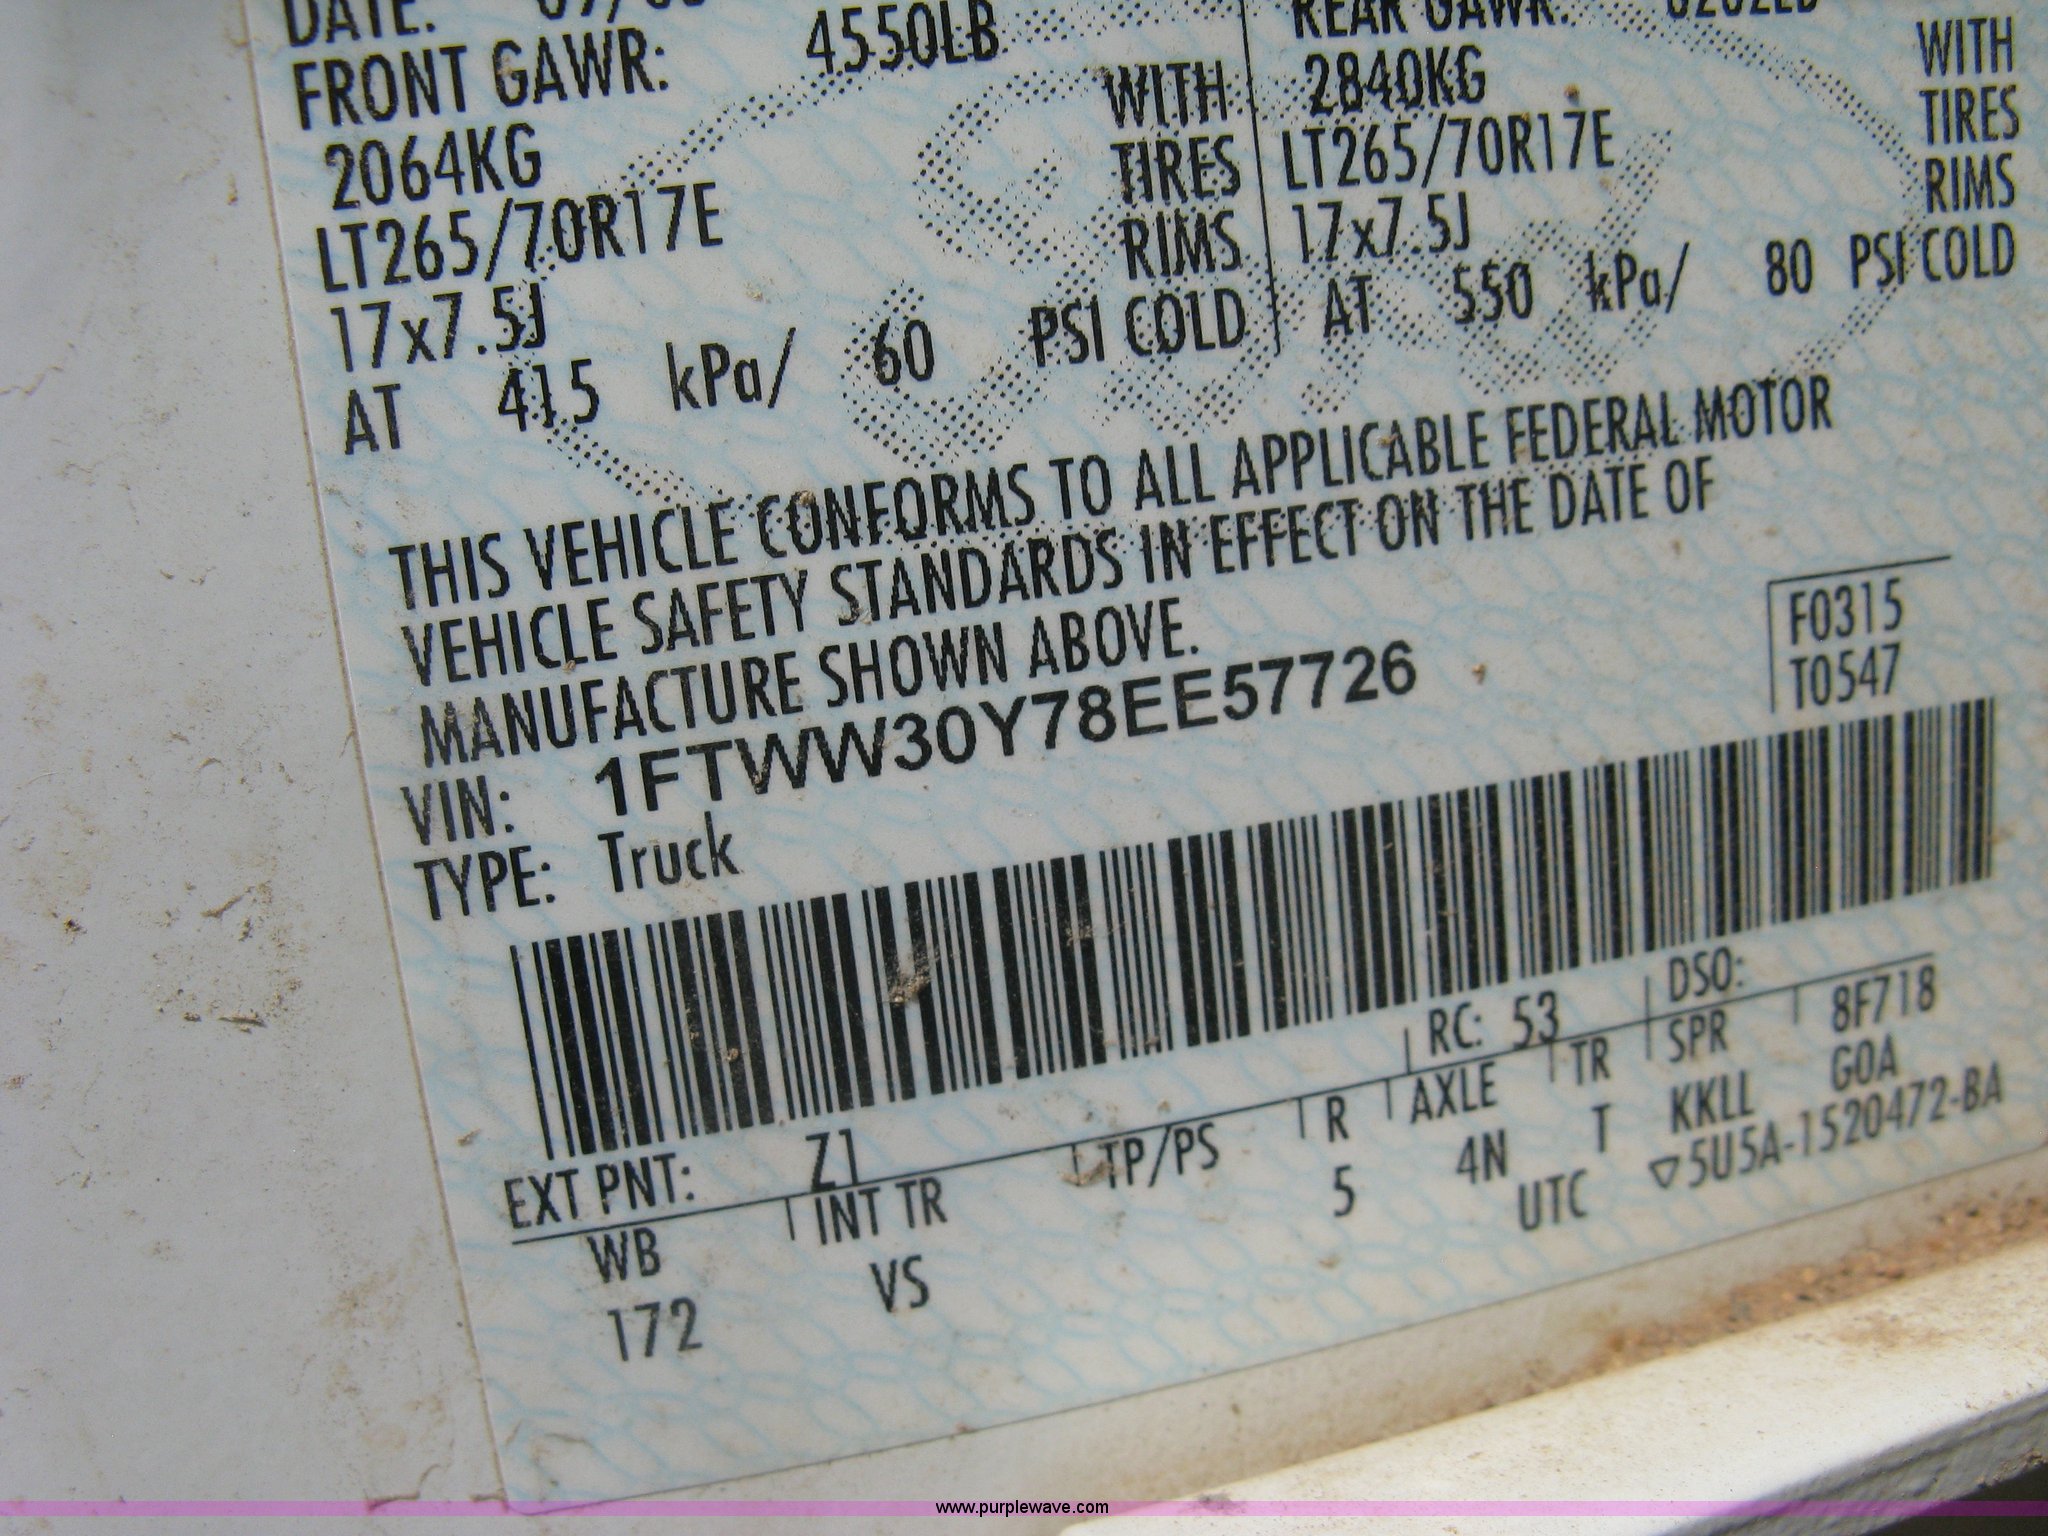 DATE:
FRONT GAWR: 4550LB
2064KG WITH
LT265/70R17E TIRES
17x7.5J RIMS
AT 415 kPa/ 60 PSI COLD
REAR GAWR:
2840KG WITH
LT265/70R17E TIRES
17x7.5J RIMS
AT 550 kPa/ 80 PSI COLD
THIS VEHICLE CONFORMS TO ALL APPLICABLE FEDERAL MOTOR
VEHICLE SAFETY STANDARDS IN EFFECT ON THE DATE OF
MANUFACTURE SHOWN ABOVE.
VIN: 1FTWW30Y78EE57726
TYPE: Truck
F0315
T0547
EXT PNT: Z1 RC: 53 DSO:
WB INT TR TP/PS R AXLE TR SPR 8F718
172 VS 5 4N T KKLL GOA
UTC ▽5U5A-1520472-BA
www.purplewave.com